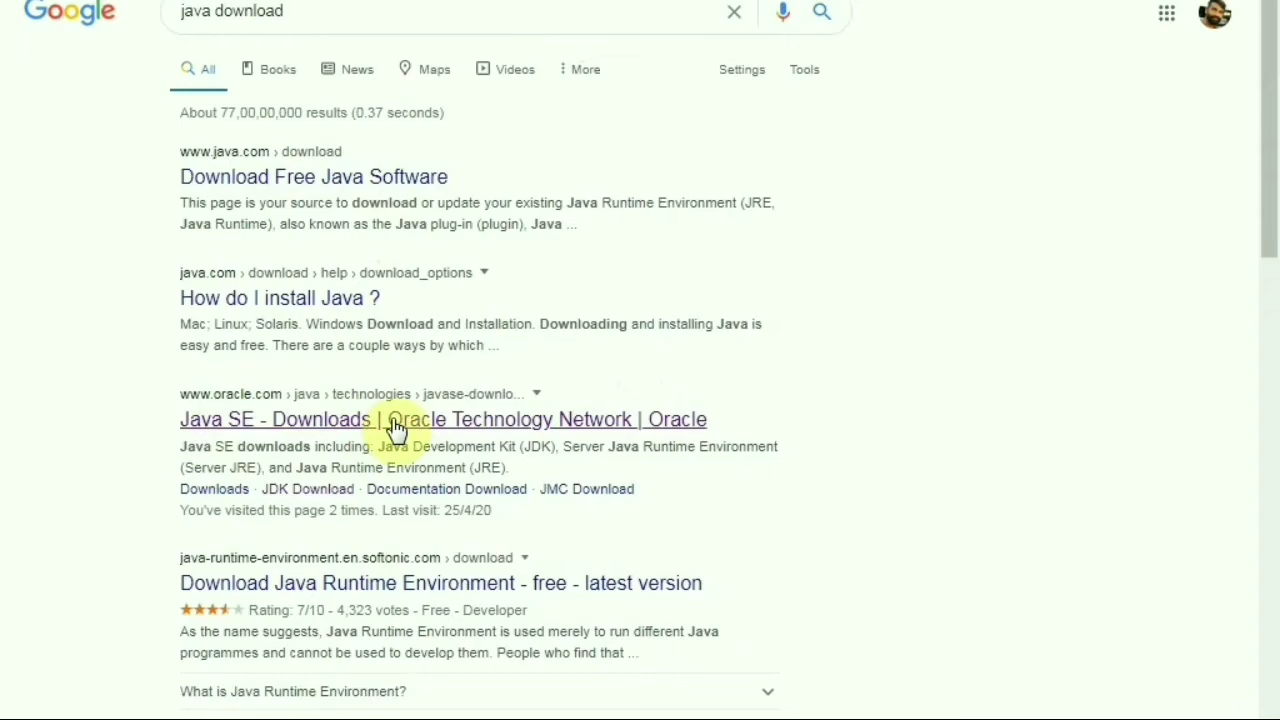 Google
java download
All Books News Maps Videos More Settings Tools
About 77,00,00,000 results (0.37 seconds)
www.java.com › download
Download Free Java Software
This page is your source to download or update your existing Java Runtime Environment (JRE,
Java Runtime), also known as the Java plug-in (plugin), Java ...
java.com › download › help › download_options
How do I install Java ?
Mac; Linux; Solaris. Windows Download and Installation. Downloading and installing Java is
easy and free. There are a couple ways by which ...
www.oracle.com › java › technologies › javase-downlo...
Java SE - Downloads | Oracle Technology Network | Oracle
Java SE downloads including: Java Development Kit (JDK), Server Java Runtime Environment
(Server JRE), and Java Runtime Environment (JRE).
Downloads · JDK Download · Documentation Download · JMC Download
You've visited this page 2 times. Last visit: 25/4/20
java-runtime-environment.en.softonic.com › download
Download Java Runtime Environment - free - latest version
Rating: 7/10 - 4,323 votes - Free - Developer
As the name suggests, Java Runtime Environment is used merely to run different Java
programmes and cannot be used to develop them. People who find that ...
What is Java Runtime Environment?